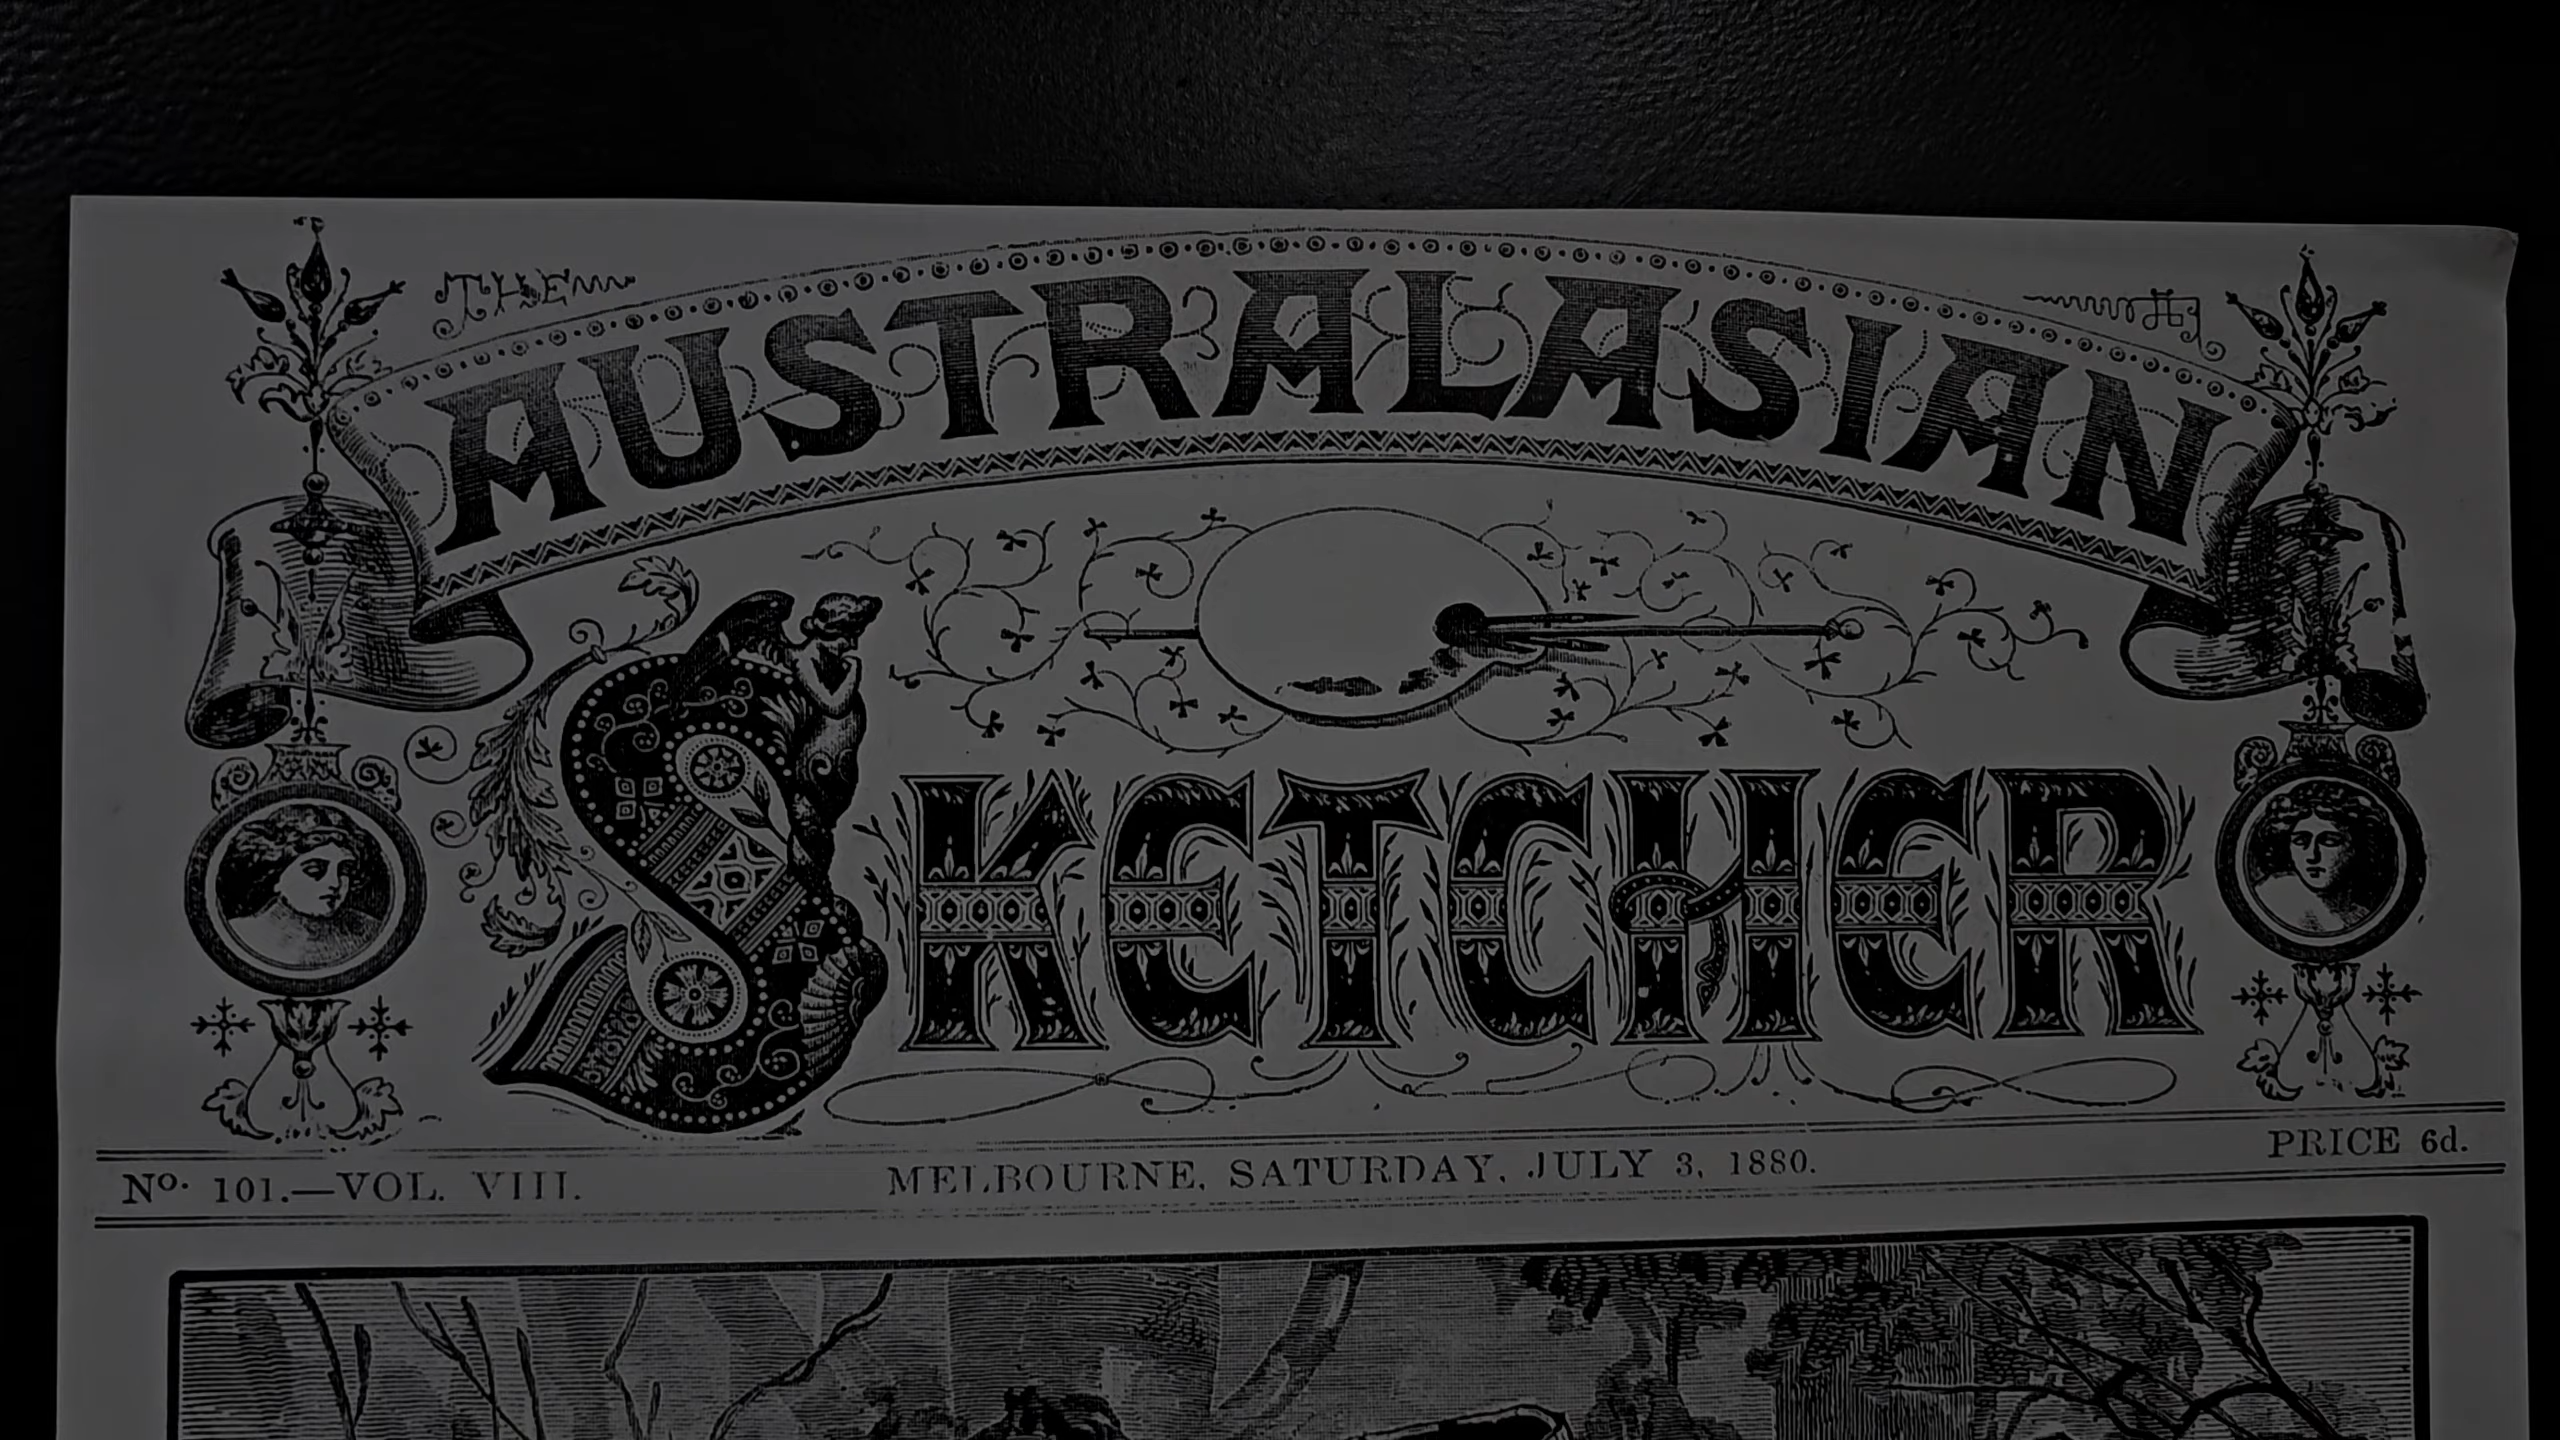 THE
AUSTRALASIAN
SKETCHER
No. 101.—VOL. VIII.
MELBOURNE, SATURDAY, JULY 3, 1880.
PRICE 6d.